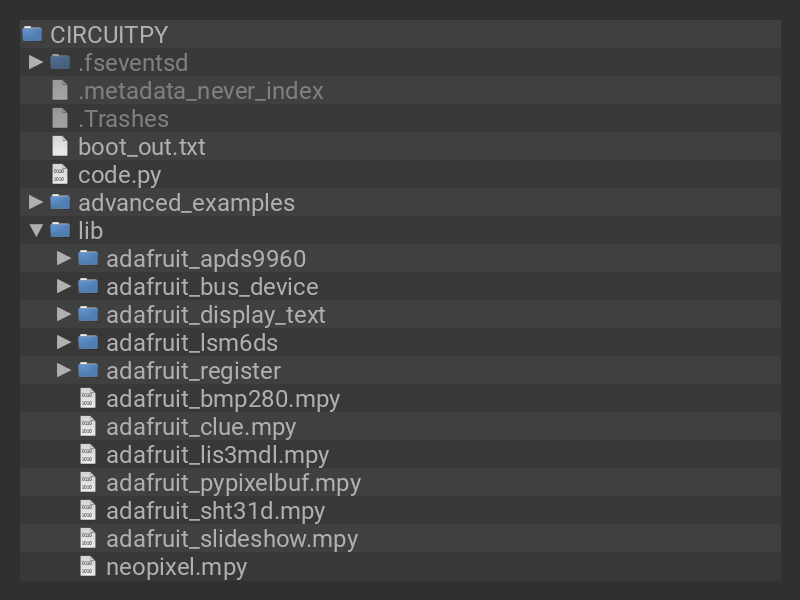 CIRCUITPY
.fseventsd
.metadata_never_index
.Trashes
boot_out.txt
code.py
advanced_examples
lib
adafruit_apds9960
adafruit_bus_device
adafruit_display_text
adafruit_lsm6ds
adafruit_register
adafruit_bmp280.mpy
adafruit_clue.mpy
adafruit_lis3mdl.mpy
adafruit_pypixelbuf.mpy
adafruit_sht31d.mpy
adafruit_slideshow.mpy
neopixel.mpy